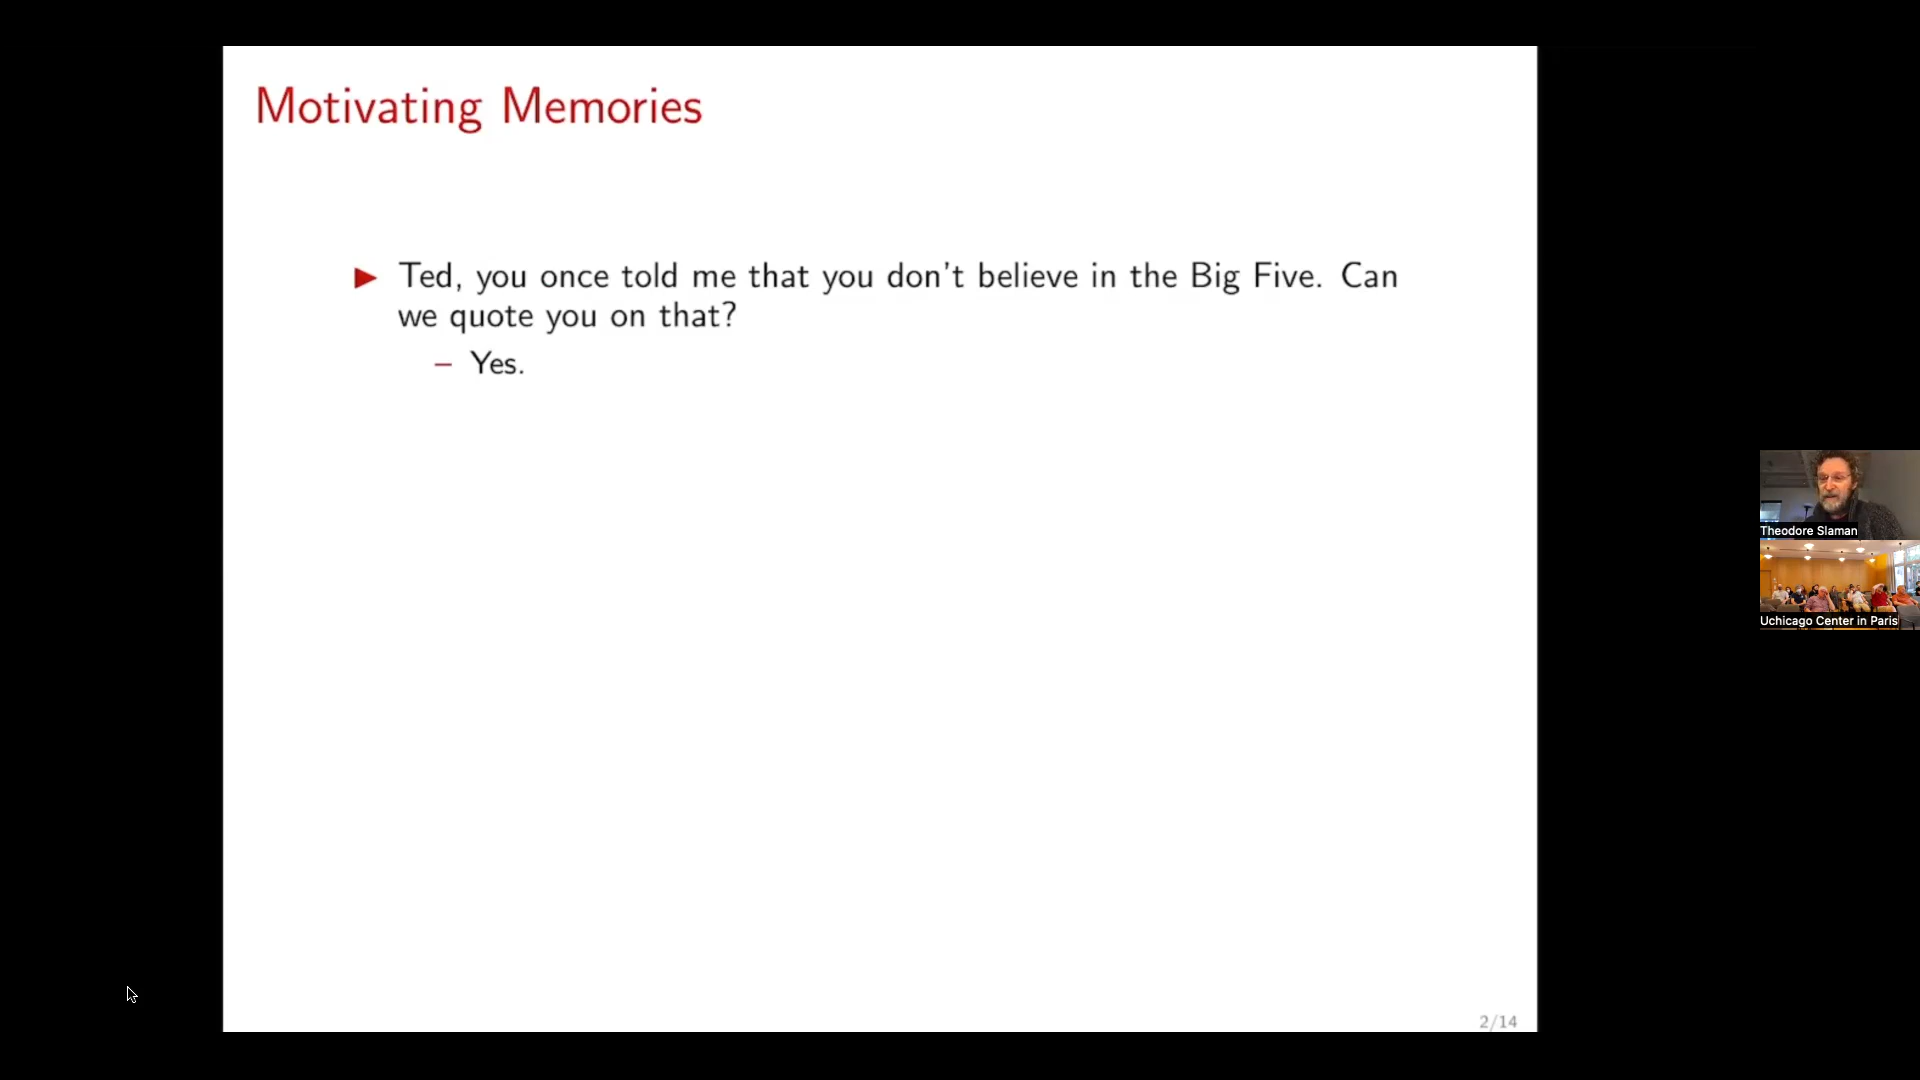 Motivating Memories
▶ Ted, you once told me that you don't believe in the Big Five. Can
we quote you on that?
– Yes.
2/14
Theodore Slaman
Uchicago Center in Paris